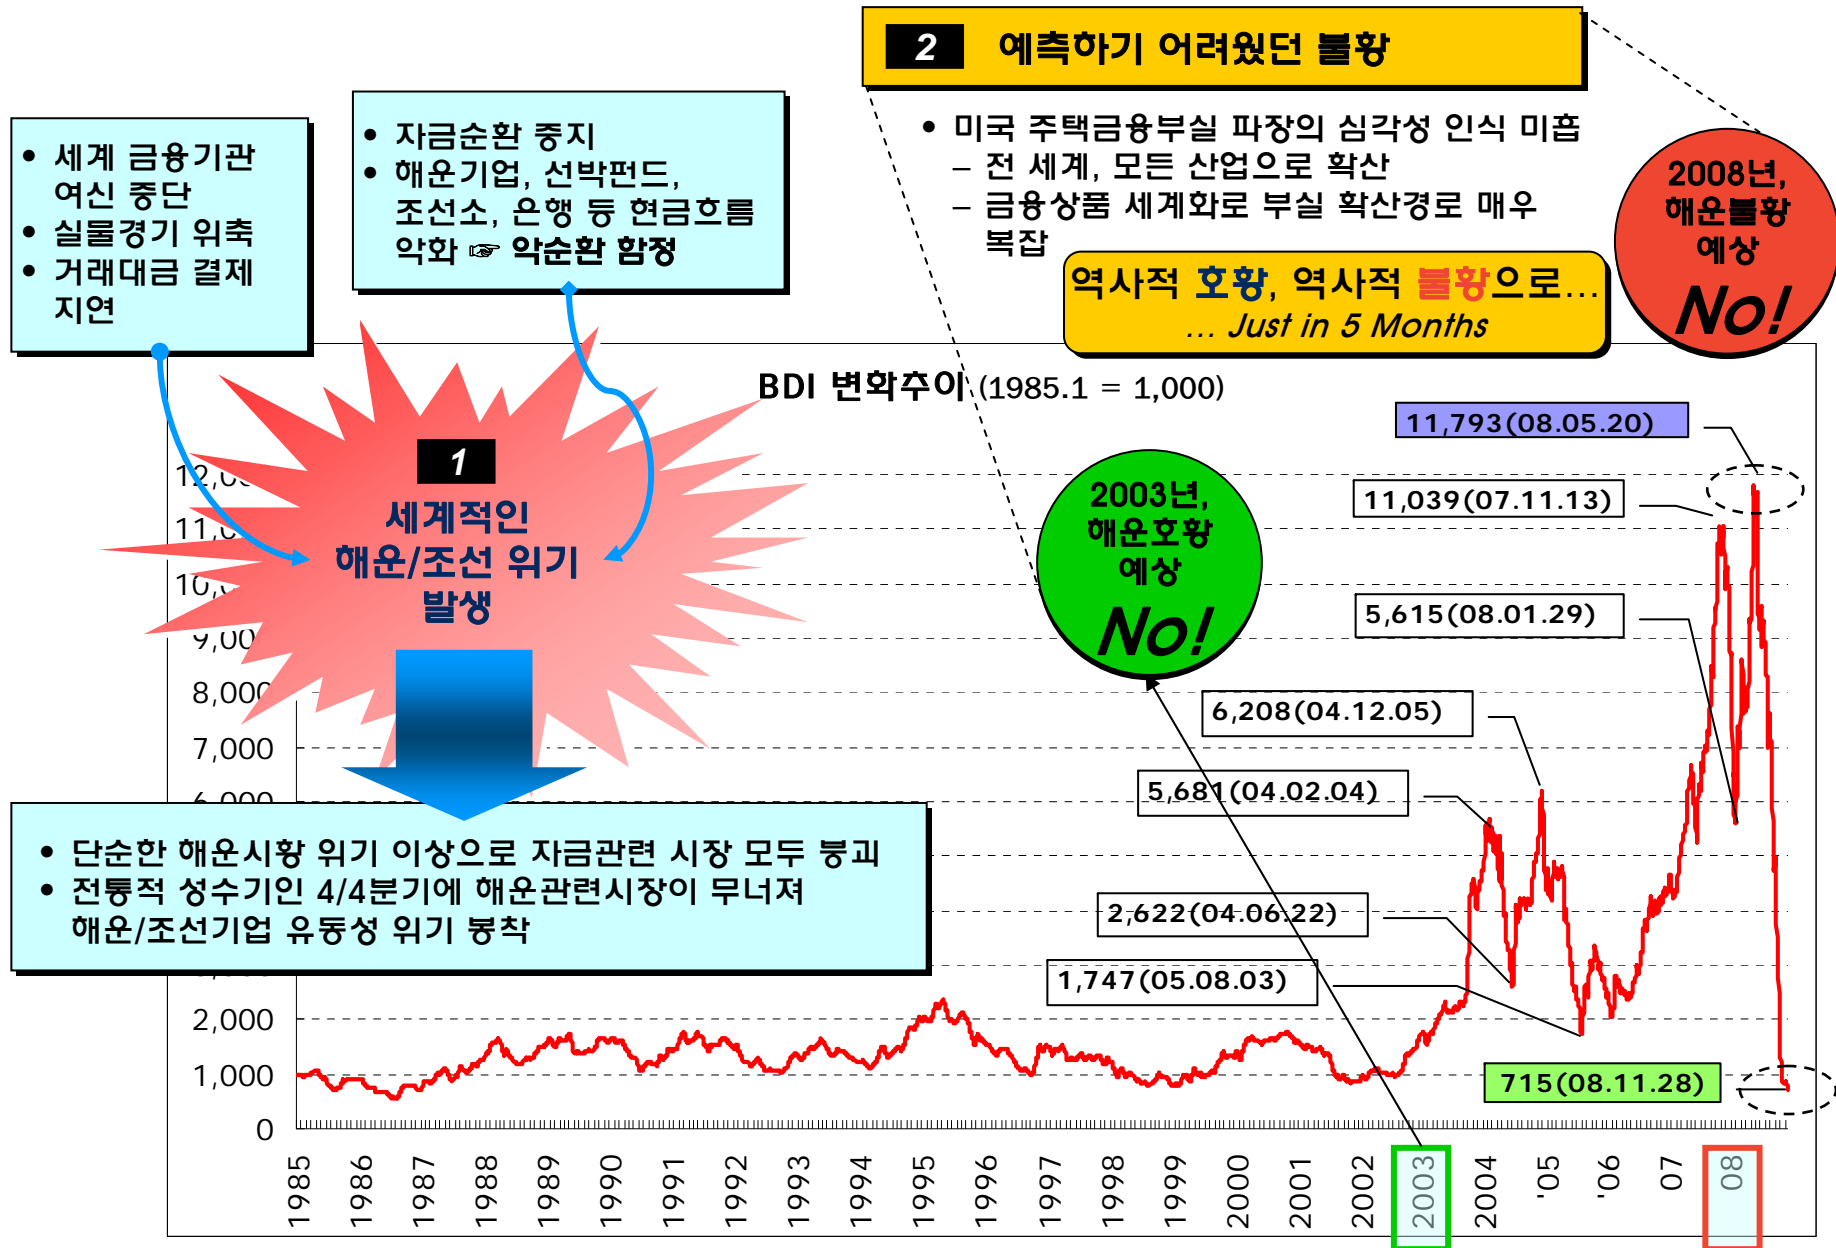 2 예측하기 어려웠던 불황
• 세계 금융기관
여신 중단
• 실물경기 위축
• 거래대금 결제
지연
• 자금순환 중지
• 해운기업, 선박펀드,
조선소, 은행 등 현금흐름
악화 ☞ 악순환 함정
• 미국 주택금융부실 파장의 심각성 인식 미흡
– 전 세계, 모든 산업으로 확산
– 금융상품 세계화로 부실 확산경로 매우
복잡
2008년,
해운불황
예상
No!
역사적 호황, 역사적 불황으로...
... Just in 5 Months
BDI 변화추이 (1985.1 = 1,000)
1
세계적인
해운/조선 위기
발생
2003년,
해운호황
예상
No!
11,793(08.05.20)
11,039(07.11.13)
5,615(08.01.29)
6,208(04.12.05)
5,681(04.02.04)
2,622(04.06.22)
1,747(05.08.03)
715(08.11.28)
8,000
7,000
6,000
• 단순한 해운시황 위기 이상으로 자금관련 시장 모두 붕괴
• 전통적 성수기인 4/4분기에 해운관련시장이 무너져
해운/조선기업 유동성 위기 봉착
2,000
1,000
0
1985
1986
1987
1988
1989
1990
1991
1992
1993
1994
1995
1996
1997
1998
1999
2000
2001
2002
2003
2004
'05
'06
07
08